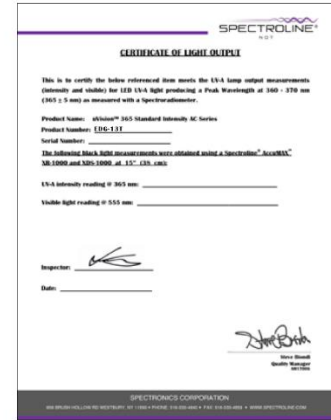 SPECTROLINE®
NDT
CERTIFICATE OF LIGHT OUTPUT
This is to certify the below referenced item meets the UV-A lamp output measurements
(intensity and visible) for LED UV-A light producing a Peak Wavelength at 360 - 370 nm
(365 ± 5 nm) as measured with a Spectroradiometer.
Product Name: uVision™ 365 Standard Intensity AC Series
Product Number: EDG-13T
Serial Number:
The following black light measurements were obtained using a Spectroline® AccuMAX®
XR-1000 and XDS-1000 at 15" (38 cm):
UV-A intensity reading @ 365 nm:
Visible light reading @ 555 nm:
Inspector:
Date:
Steve Biondi
Quality Manager
SPECTRONICS CORPORATION